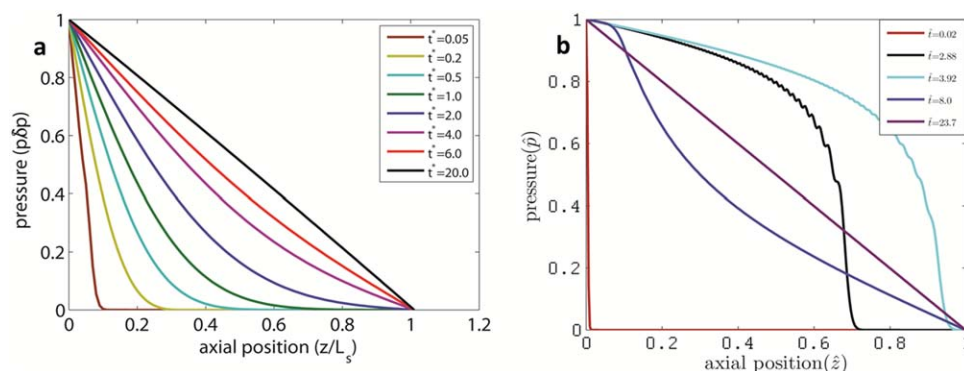 a
t*=0.05
t*=0.2
t*=0.5
t*=1.0
t*=2.0
t*=4.0
t*=6.0
t*=20.0
pressure (pδp)
1
0.8
0.6
0.4
0.2
0
0 0.2 0.4 0.6 0.8 1 1.2
axial position (z/Lₛ)
b
t̂=0.02
t̂=2.88
t̂=3.92
t̂=8.0
t̂=23.7
pressure(p̂)
1
0.8
0.6
0.4
0.2
0
0 0.2 0.4 0.6 0.8
axial position(ẑ)